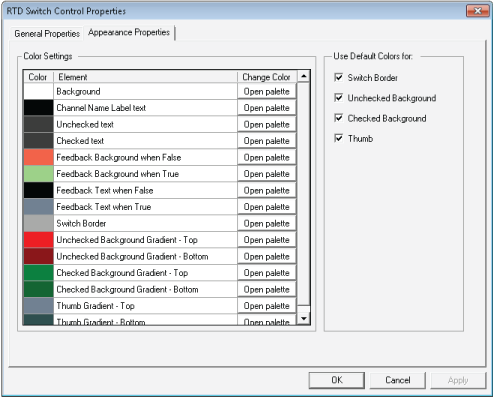 RTD Switch Control Properties
General Properties Appearance Properties
Color Settings
Color Element Change Color
Background Open palette
Channel Name Label text Open palette
Unchecked text Open palette
Checked text Open palette
Feedback Background when False Open palette
Feedback Background when True Open palette
Feedback Text when False Open palette
Feedback Text when True Open palette
Switch Border Open palette
Unchecked Background Gradient - Top Open palette
Unchecked Background Gradient - Bottom Open palette
Checked Background Gradient - Top Open palette
Checked Background Gradient - Bottom Open palette
Thumb Gradient - Top Open palette
Thumb Gradient - Bottom Open palette
Use Default Colors for:
Switch Border
Unchecked Background
Checked Background
Thumb
OK Cancel Apply